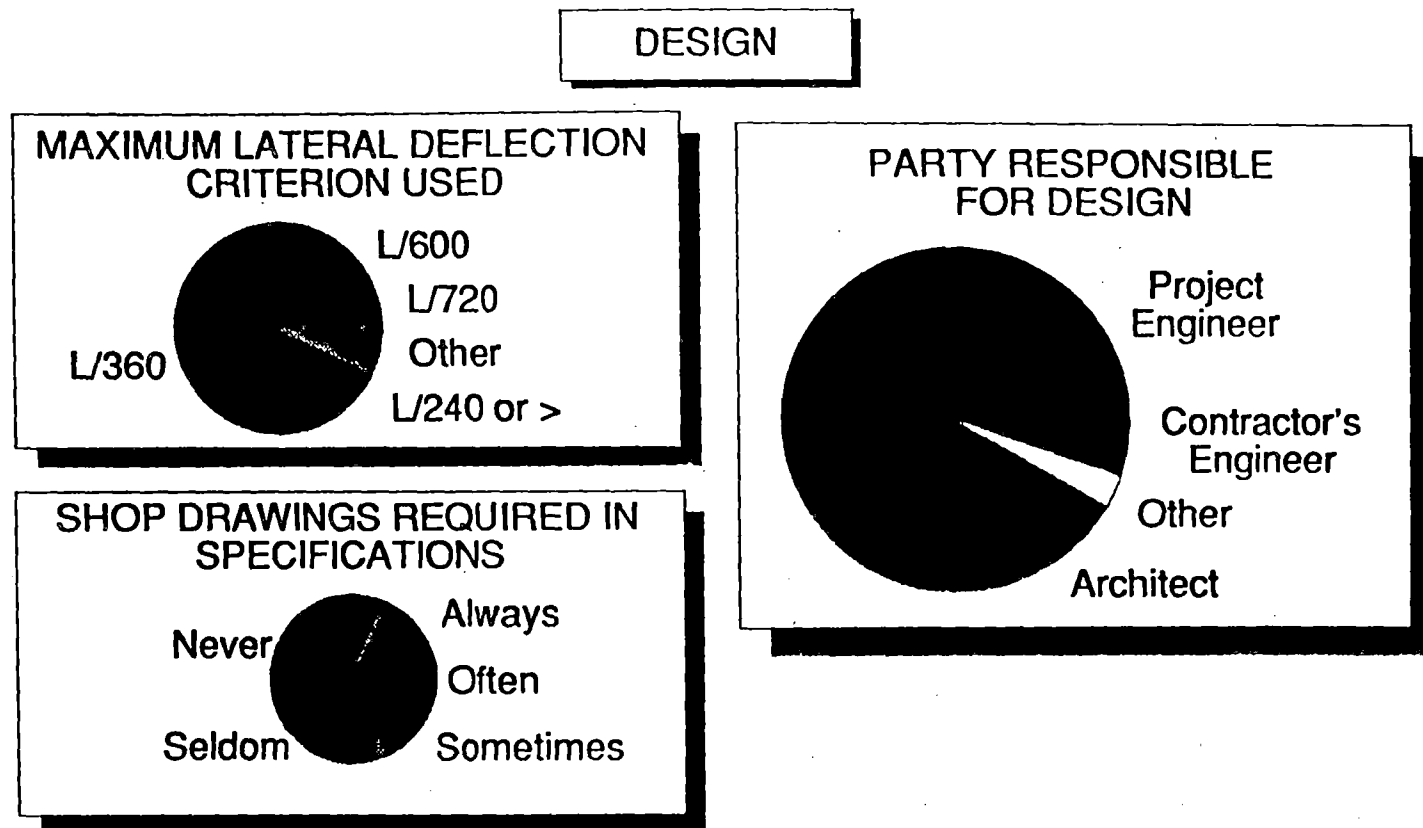 DESIGN
MAXIMUM LATERAL DEFLECTION
CRITERION USED
L/600
L/720
Other
L/360
L/240 or >
SHOP DRAWINGS REQUIRED IN
SPECIFICATIONS
Always
Never
Often
Seldom
Sometimes
PARTY RESPONSIBLE
FOR DESIGN
Project
Engineer
Contractor's
Engineer
Other
Architect